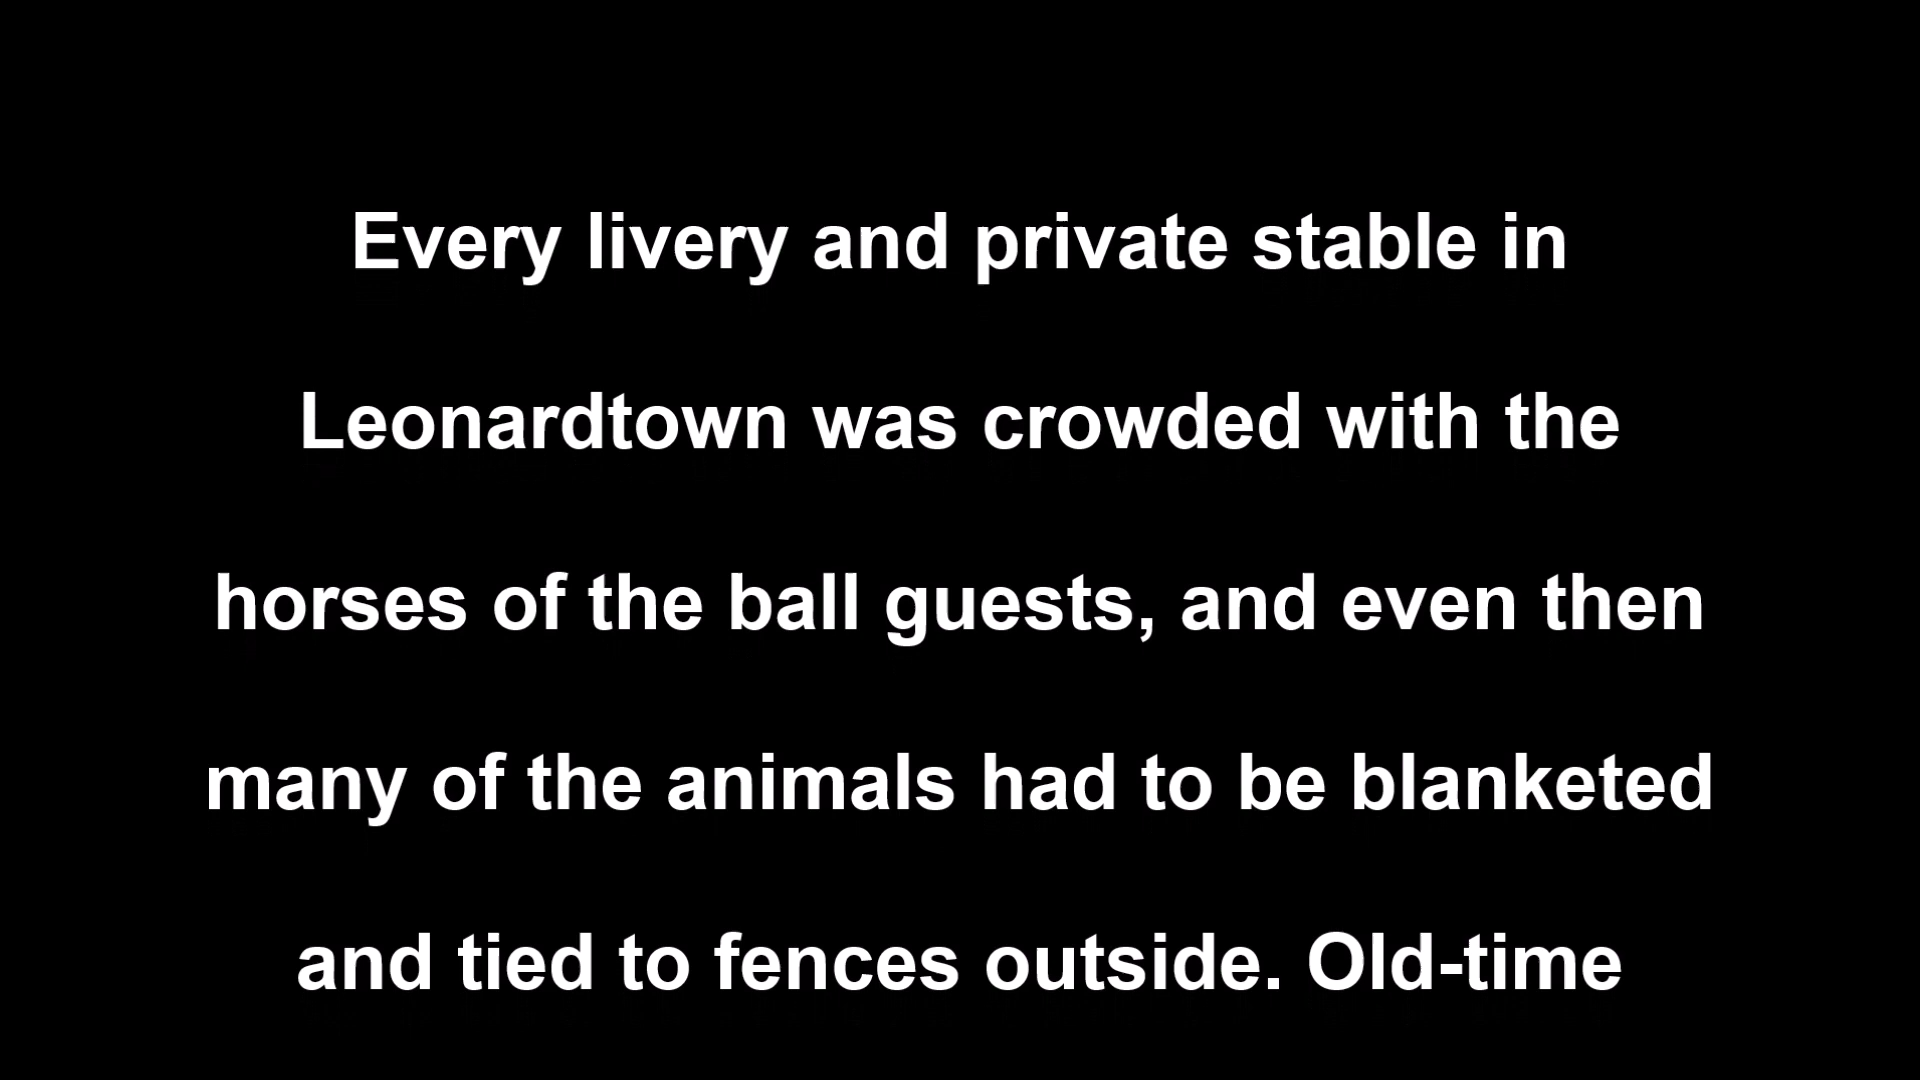 Every livery and private stable in
Leonardtown was crowded with the
horses of the ball guests, and even then
many of the animals had to be blanketed
and tied to fences outside. Old-time